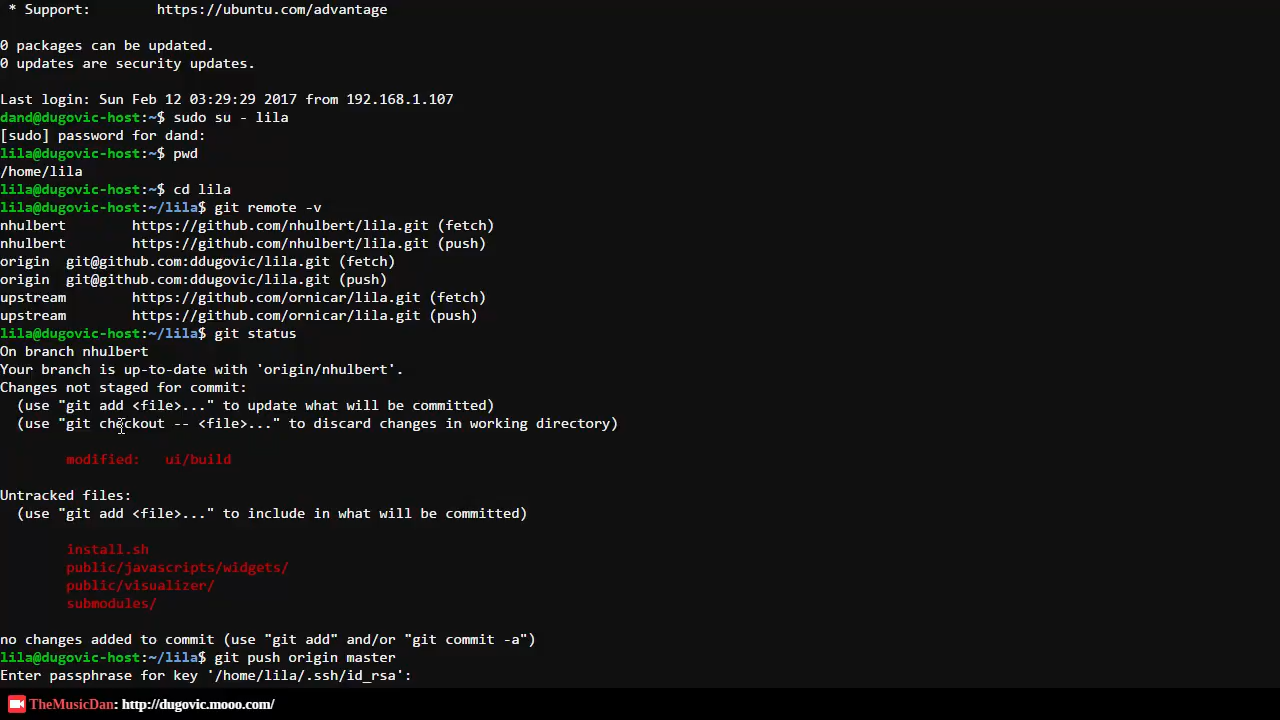 * Support:        https://ubuntu.com/advantage
0 packages can be updated.
0 updates are security updates.
Last login: Sun Feb 12 03:29:29 2017 from 192.168.1.107
dand@dugovic-host:~$ sudo su - lila
[sudo] password for dand:
lila@dugovic-host:~$ pwd
/home/lila
lila@dugovic-host:~$ cd lila
lila@dugovic-host:~/lila$ git remote -v
nhulbert        https://github.com/nhulbert/lila.git (fetch)
nhulbert        https://github.com/nhulbert/lila.git (push)
origin  git@github.com:ddugovic/lila.git (fetch)
origin  git@github.com:ddugovic/lila.git (push)
upstream        https://github.com/ornicar/lila.git (fetch)
upstream        https://github.com/ornicar/lila.git (push)
lila@dugovic-host:~/lila$ git status
On branch nhulbert
Your branch is up-to-date with 'origin/nhulbert'.
Changes not staged for commit:
  (use "git add <file>..." to update what will be committed)
  (use "git checkout -- <file>..." to discard changes in working directory)
        modified:   ui/build
Untracked files:
  (use "git add <file>..." to include in what will be committed)
        install.sh
        public/javascripts/widgets/
        public/visualizer/
        submodules/
no changes added to commit (use "git add" and/or "git commit -a")
lila@dugovic-host:~/lila$ git push origin master
Enter passphrase for key '/home/lila/.ssh/id_rsa':
TheMusicDan: http://dugovic.mooo.com/